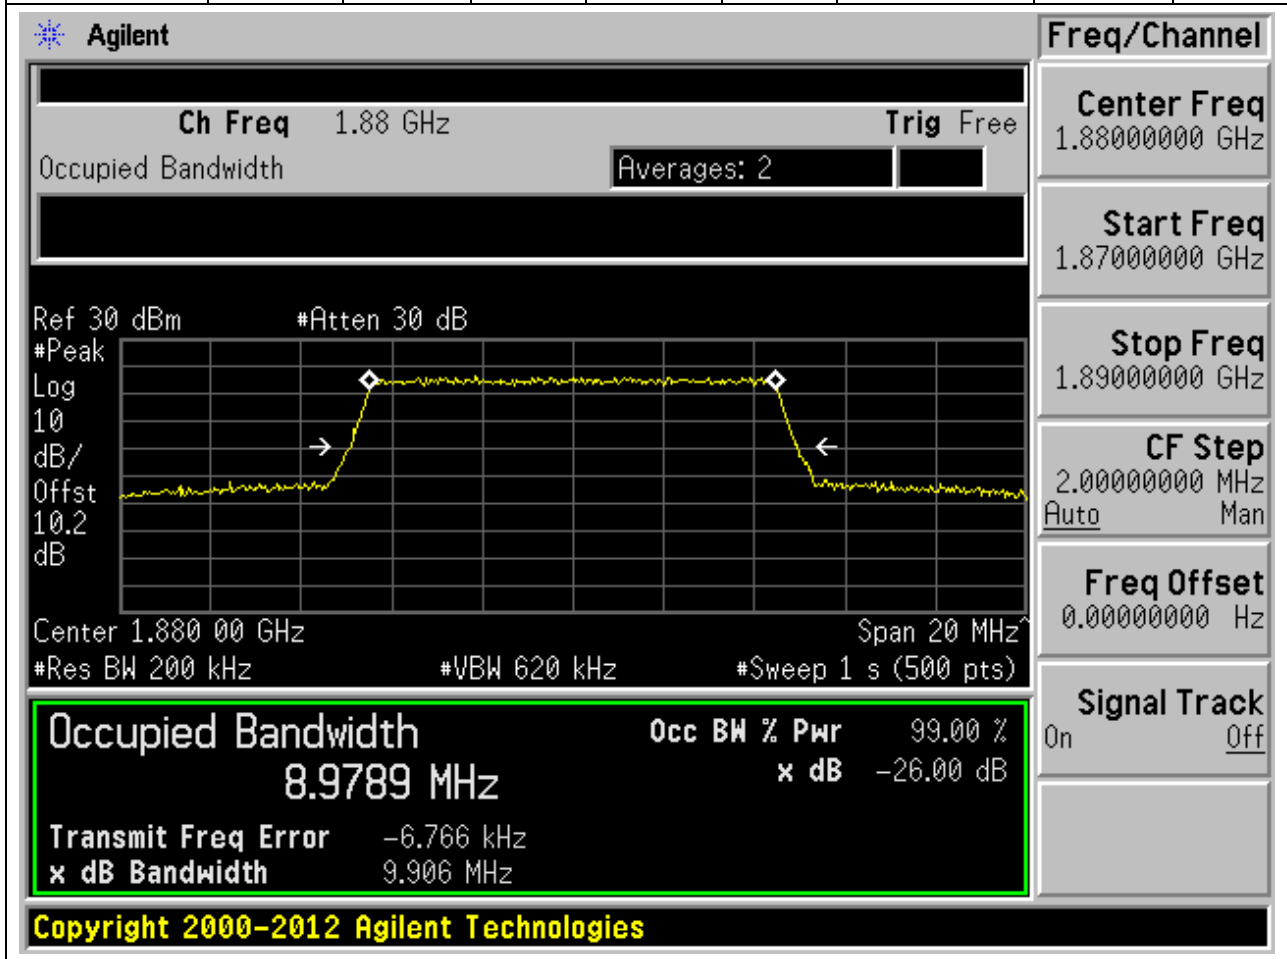 Agilent
Freq/Channel
Ch Freq 1.88 GHz Trig Free
Occupied Bandwidth Averages: 2
Center Freq
1.88000000 GHz
Start Freq
1.87000000 GHz
Stop Freq
1.89000000 GHz
CF Step
2.00000000 MHz
Auto Man
Freq Offset
0.00000000 Hz
Signal Track
On Off
Ref 30 dBm #Atten 30 dB
#Peak
Log
10
dB/
Offst
10.2
dB
Center 1.880 00 GHz Span 20 MHz^
#Res BW 200 kHz #VBW 620 kHz #Sweep 1 s (500 pts)
Occupied Bandwidth Occ BW % Pwr 99.00 %
8.9789 MHz x dB -26.00 dB
Transmit Freq Error -6.766 kHz
x dB Bandwidth 9.906 MHz
Copyright 2000-2012 Agilent Technologies